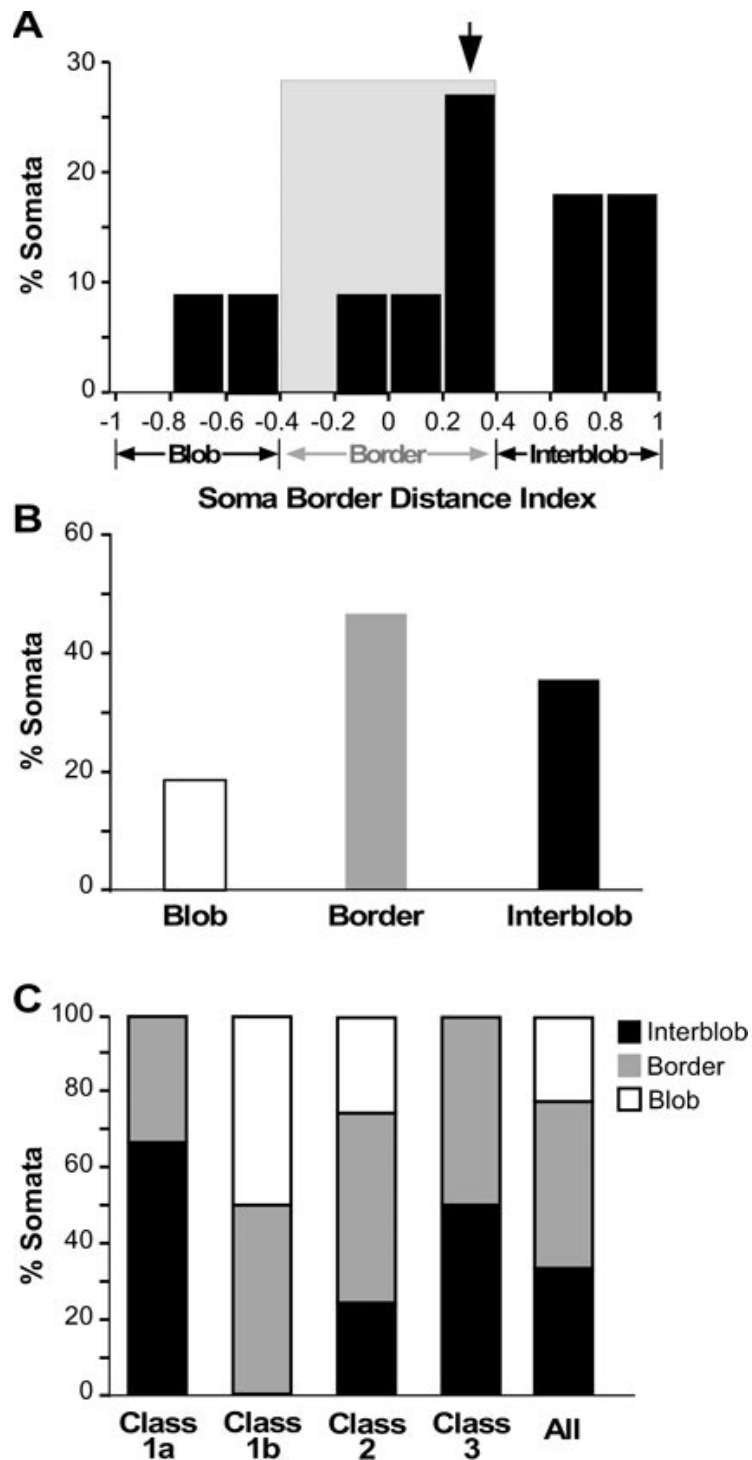 A
30
20
10
0
% Somata
-1 -0.8 -0.6 -0.4 -0.2 0 0.2 0.4 0.6 0.8 1
Blob Border Interblob
Soma Border Distance Index
B
60
40
20
0
% Somata
Blob Border Interblob
C
100
80
60
40
20
0
% Somata
Interblob
Border
Blob
Class Class Class Class All
1a 1b 2 3